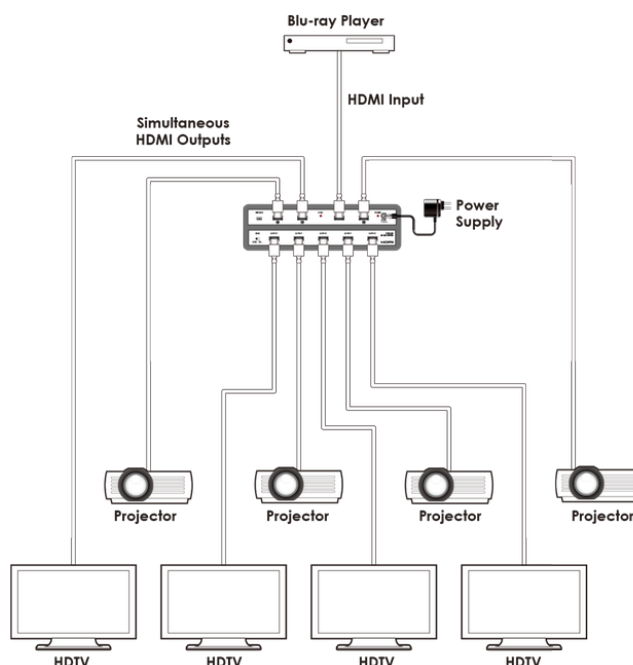 Blu-ray Player
HDMI Input
Simultaneous
HDMI Outputs
Power
Supply
Projector
Projector
Projector
Projector
HDTV
HDTV
HDTV
HDTV